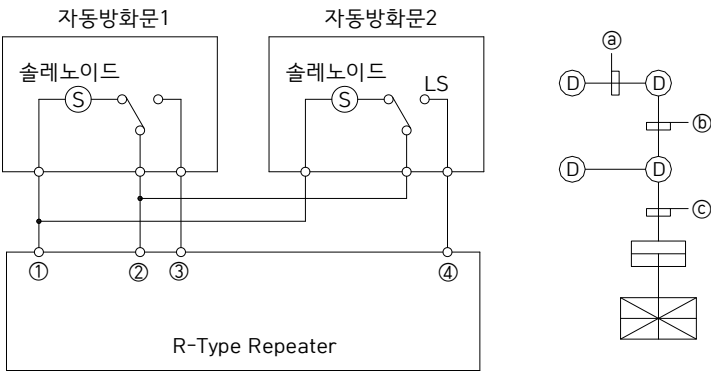 자동방화문1
자동방화문2
솔레노이드
솔레노이드
LS
S
S
① ② ③ ④
R-Type Repeater
ⓐ
D D
ⓑ
D D
ⓒ